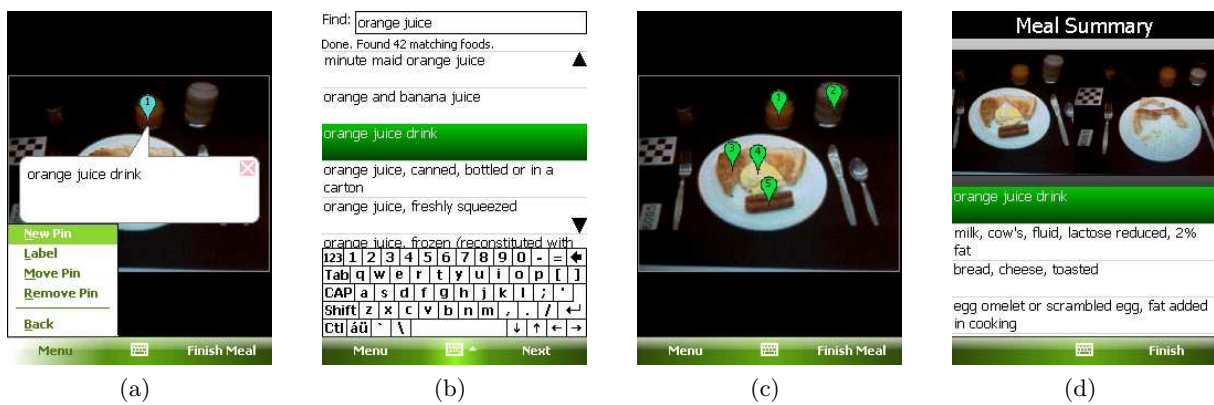 1
orange juice drink
New Pin
Label
Move Pin
Remove Pin
Back
Menu
Finish Meal
(a)
Find: orange juice
Done. Found 42 matching foods.
minute maid orange juice
orange and banana juice
orange juice drink
orange juice, canned, bottled or in a
carton
orange juice, freshly squeezed
orange juice, frozen (reconstituted with
123 1 2 3 4 5 6 7 8 9 0 - =
Tab q w e r t y u i o p [ ]
CAP a s d f g h j k l ; '
Shift z x c v b n m , . /
Ctl áü ` \
Menu
Next
(b)
1
2
3
4
5
Menu
Finish Meal
(c)
Meal Summary
orange juice drink
milk, cow's, fluid, lactose reduced, 2%
fat
bread, cheese, toasted
egg omelet or scrambled egg, fat added
in cooking
Finish
(d)